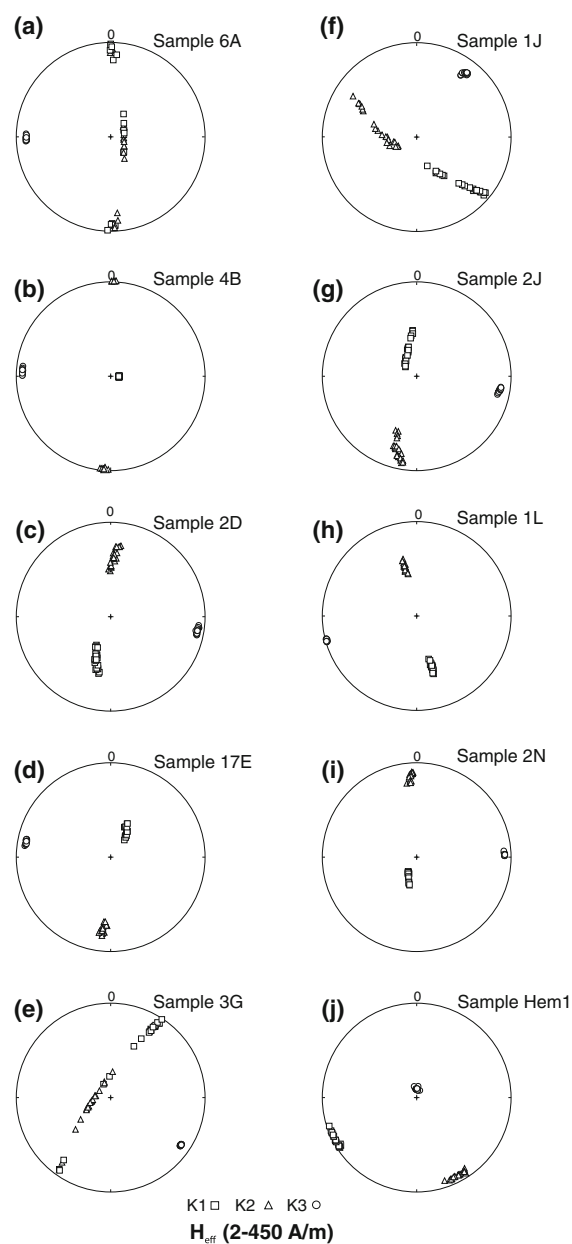 (a) 0 Sample 6A
(b) 0 Sample 4B
(c) 0 Sample 2D
(d) 0 Sample 17E
(e) 0 Sample 3G
(f) 0 Sample 1J
(g) 0 Sample 2J
(h) 0 Sample 1L
(i) 0 Sample 2N
(j) 0 Sample Hem1
K1 K2 K3
H_eff (2-450 A/m)